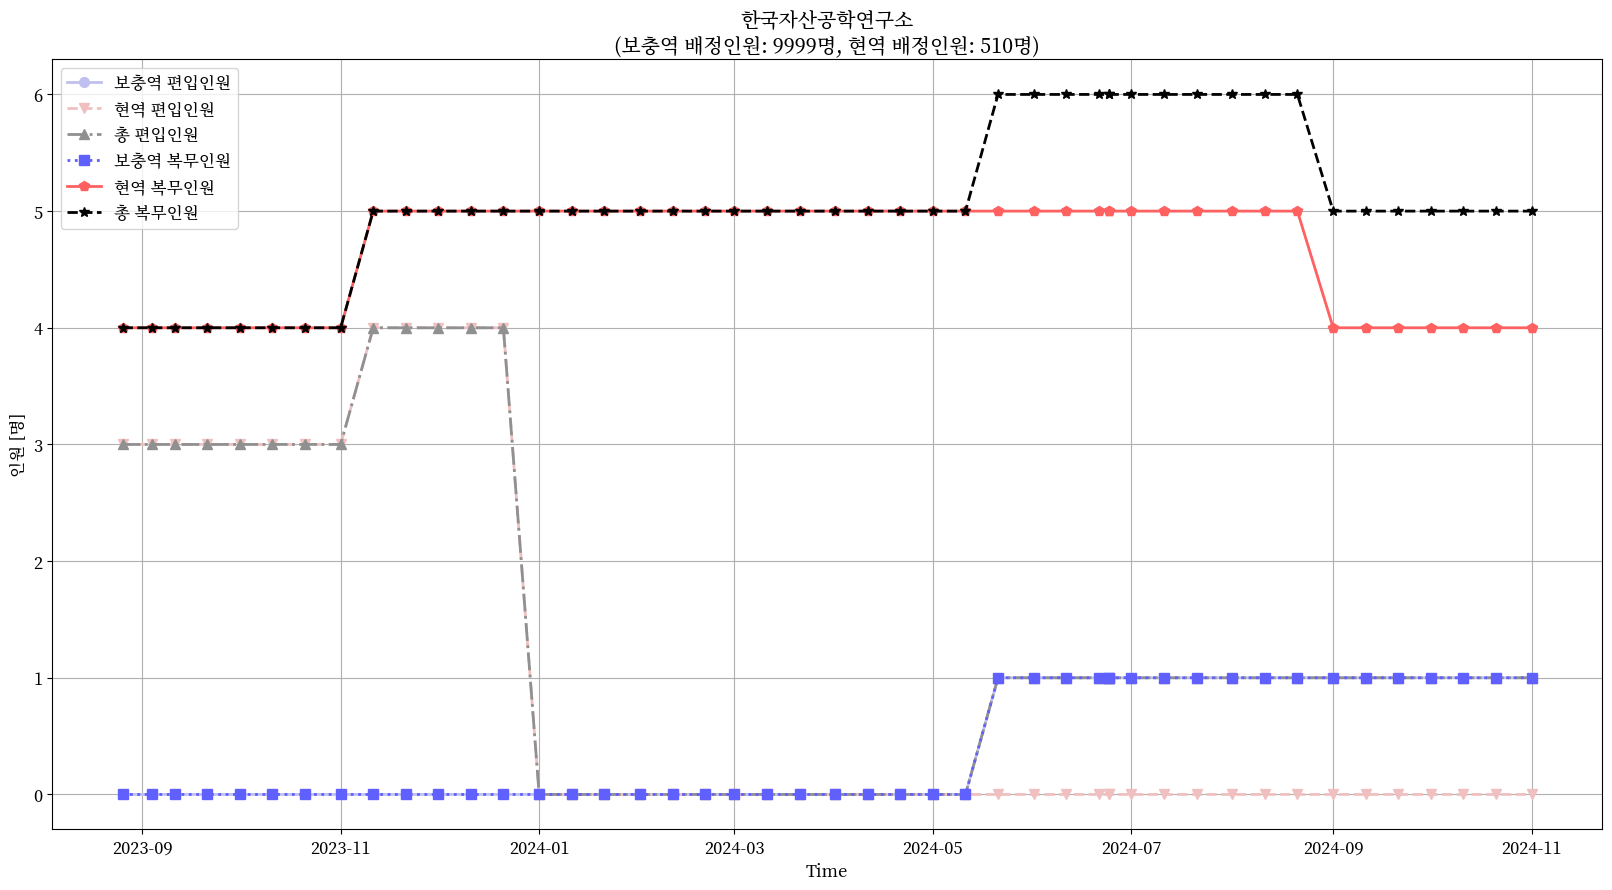 한국자산공학연구소
(보충역 배정인원: 9999명, 현역 배정인원: 510명)
보충역 편입인원
현역 편입인원
총 편입인원
보충역 복무인원
현역 복무인원
총 복무인원
인원 [명]
6
5
4
3
2
1
0
2023-09
2023-11
2024-01
2024-03
2024-05
2024-07
2024-09
2024-11
Time